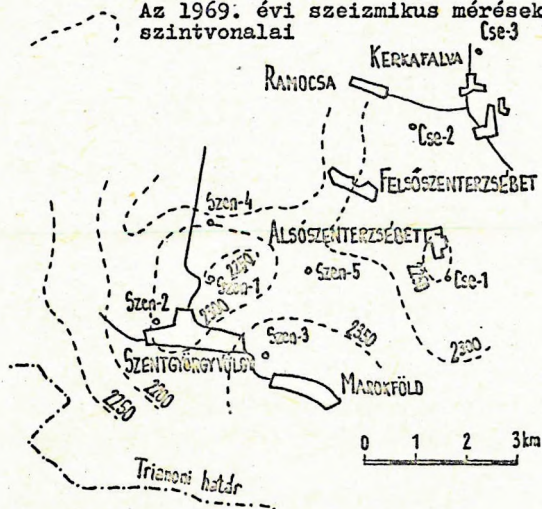 Az 1969. évi szeizmikus mérések
szintvonalai
Cse-3
KERKAFALVA
RAMOCSA
Cse-2
FELSŐSZENTERZSÉBET
Szen-4
ALSÓSZENTERZSÉBET
2250
Szen-5
Szen-1
Cse-1
2300
Szen-2
2350
Szen-3
2300
SZENTGYÖRGYVÖLGY
2200
MAROKFÖLD
2250
0 1 2 3km
Trianoni határ